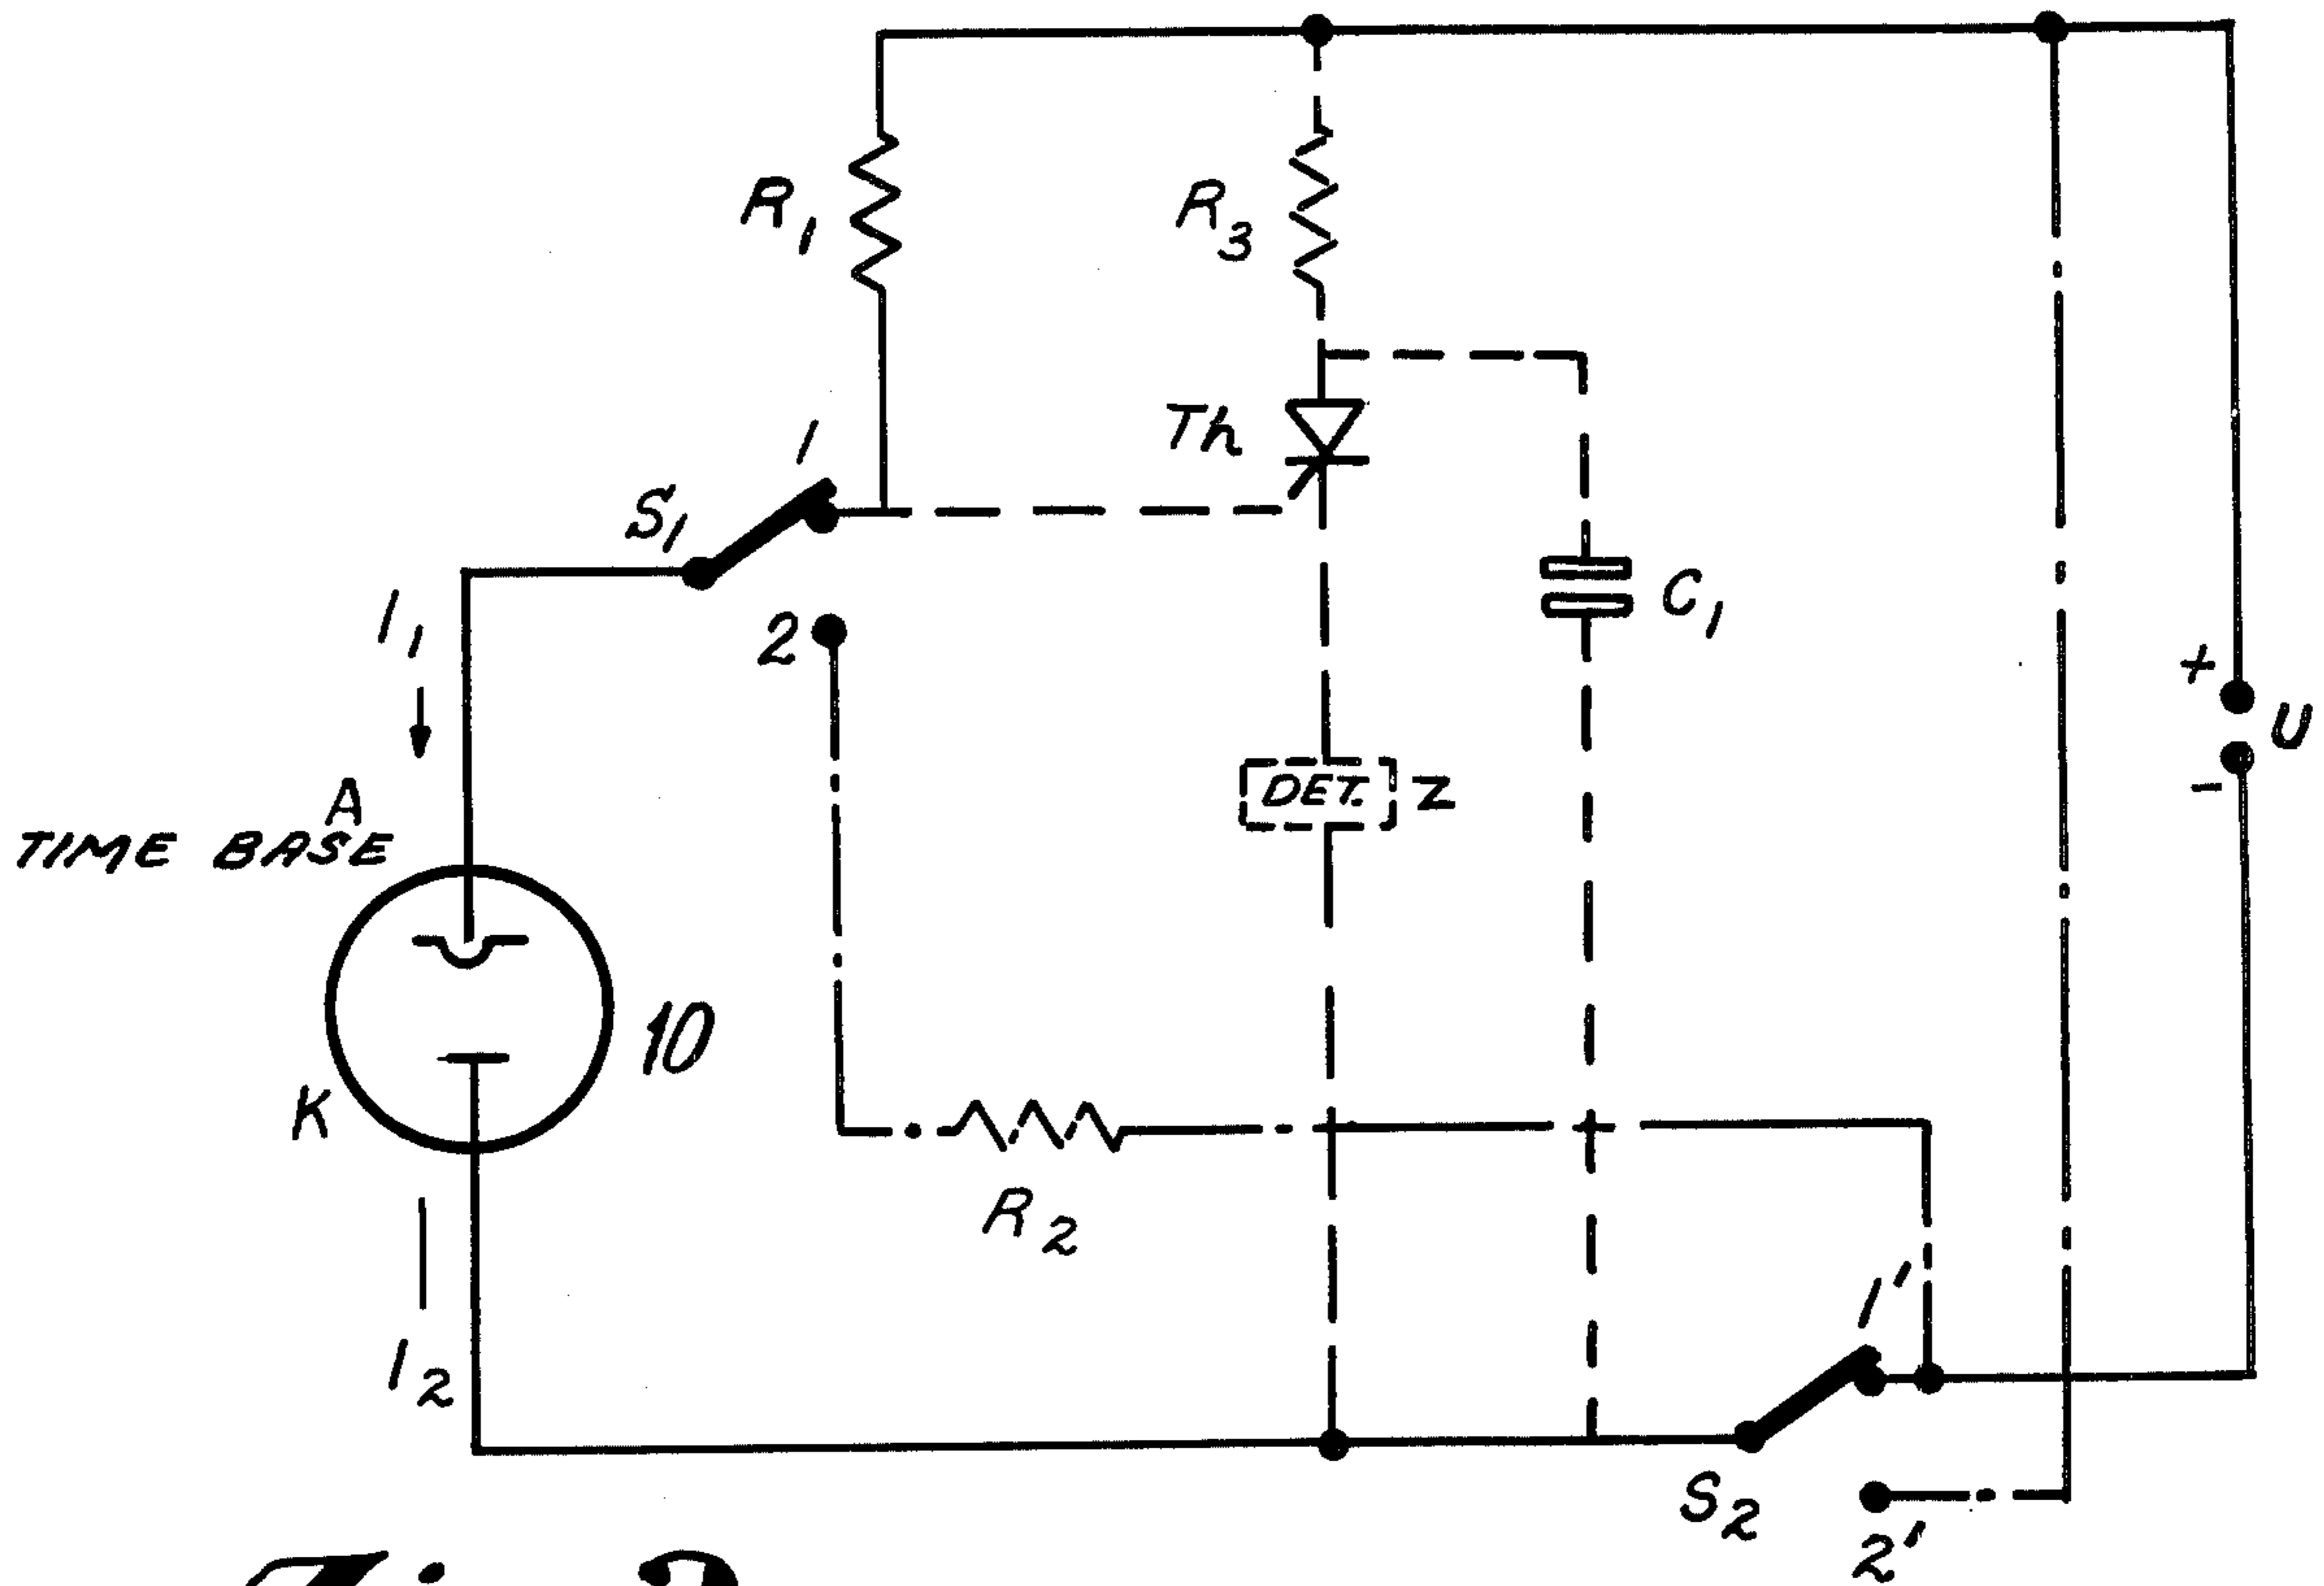 R1
R3
Th
1
S1
2
C1
I1
+
U
-
A
TIME BASE
DET.
Z
10
K
R2
1'
I2
S2
2'